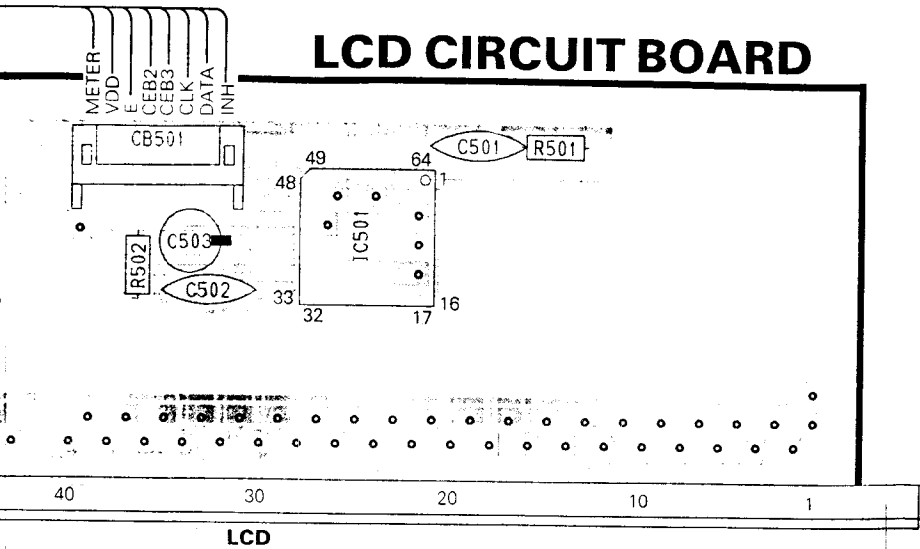 LCD CIRCUIT BOARD
METER
VDD
E
CEB2
CEB3
CLK
DATA
INH
CB501
C501
R501
49
64
48
1
IC501
C503
R502
C502
33
16
32
17
40
30
20
10
1
LCD